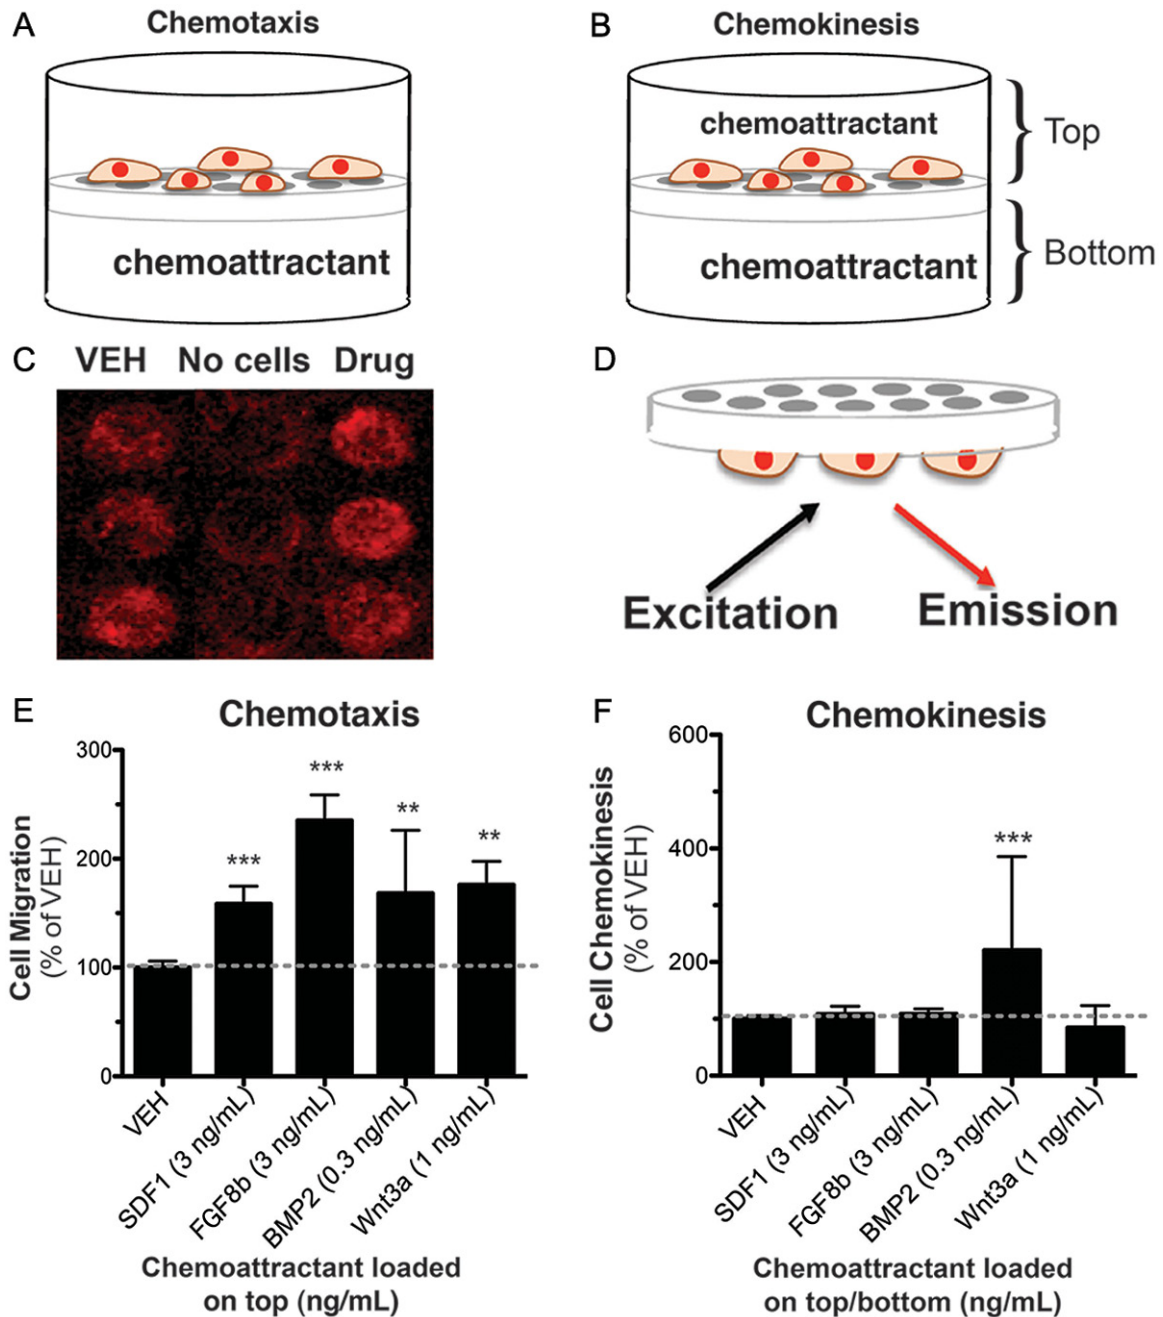 A
Chemotaxis
chemoattractant
B
Chemokinesis
chemoattractant
Top
chemoattractant
Bottom
C
VEH No cells Drug
D
Excitation
Emission
E
Chemotaxis
Cell Migration
(% of VEH)
300
200
100
0
***
***
**
**
VEH
SDF1 (3 ng/mL)
FGF8b (3 ng/mL)
BMP2 (0.3 ng/mL)
Wnt3a (1 ng/mL)
Chemoattractant loaded
on top (ng/mL)
F
Chemokinesis
Cell Chemokinesis
(% of VEH)
600
400
200
0
***
VEH
SDF1 (3 ng/mL)
FGF8b (3 ng/mL)
BMP2 (0.3 ng/mL)
Wnt3a (1 ng/mL)
Chemoattractant loaded
on top/bottom (ng/mL)